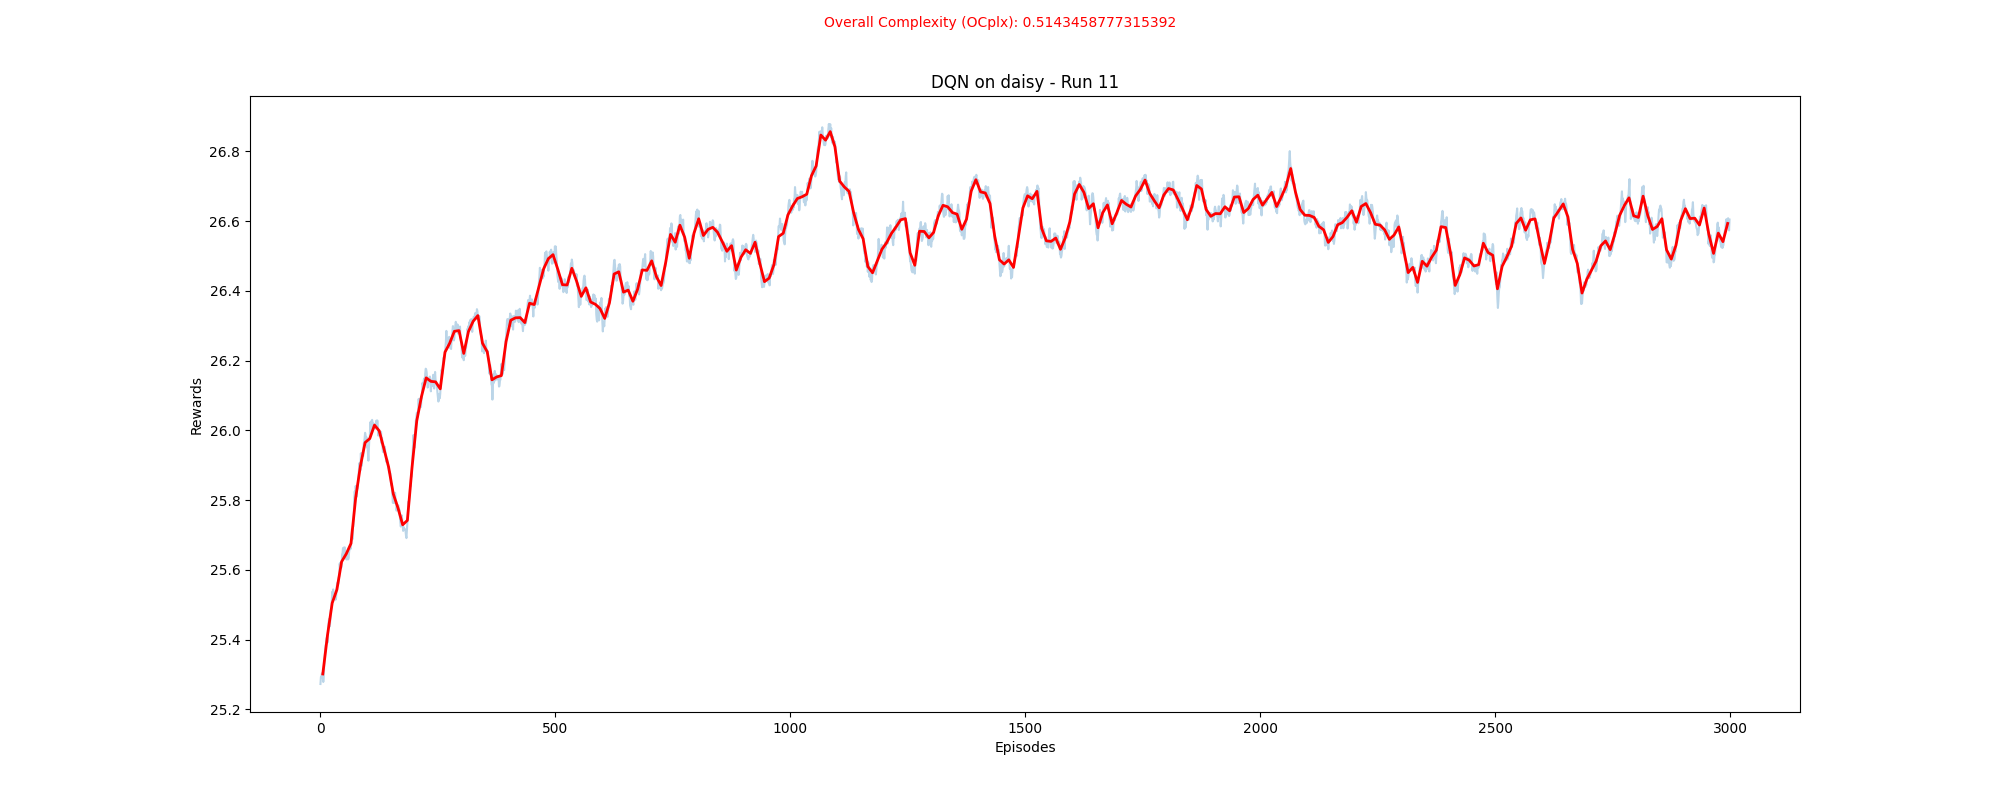 Overall Complexity (OCplx): 0.5143458777315392
DQN on daisy - Run 11
Rewards
26.8
26.6
26.4
26.2
26.0
25.8
25.6
25.4
25.2
0 500 1000 1500 2000 2500 3000
Episodes